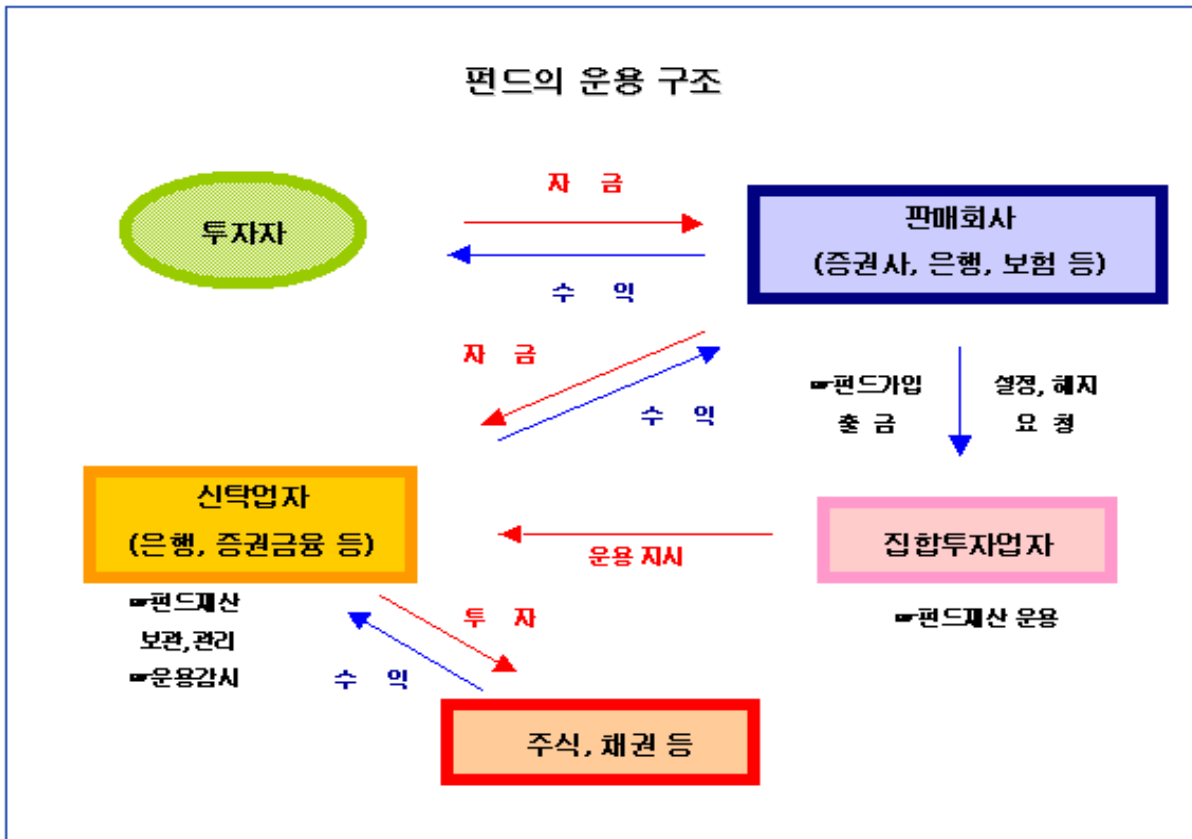 펀드의 운용 구조
자 금
투자자
판매회사
(증권사, 은행, 보험 등)
수 익
자 금
수 익
☞펀드가입
출 금
설정, 해지
요 청
신탁업자
(은행, 증권금융 등)
운용 지시
집합투자업자
☞펀드재산
보관,관리
☞운용감시
☞펀드재산 운용
투 자
수 익
주식, 채권 등